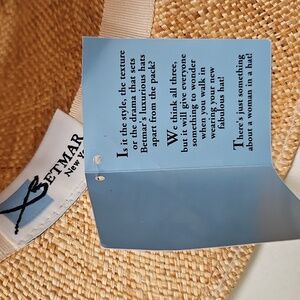 Is it the style, the texture
or the drama that sets
Betmar's luxurious hats
apart from the pack?
We think all three,
but it will give everyone
something to wonder
when you walk in
wearing your new
fabulous hat!
There's just something
about a woman in a hat!
BETMAR
New Yo